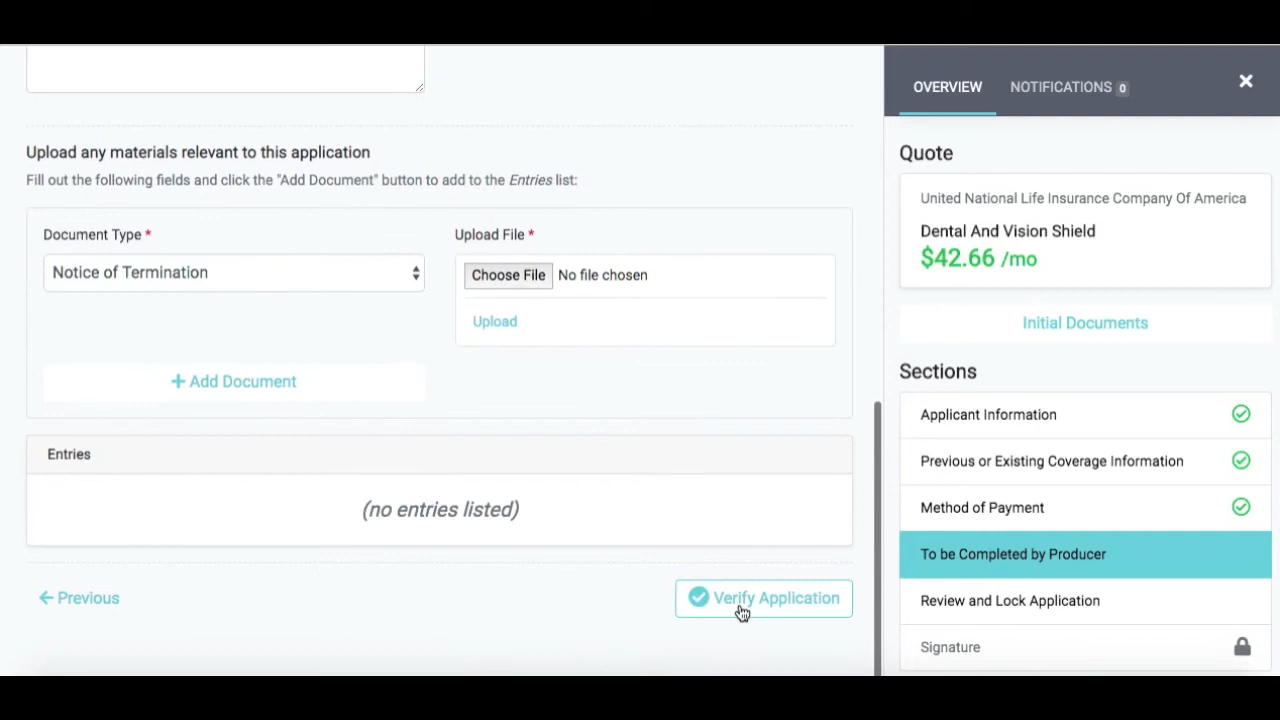 Upload any materials relevant to this application
Fill out the following fields and click the "Add Document" button to add to the Entries list:
Document Type *
Upload File *
Notice of Termination
Choose File No file chosen
Upload
+ Add Document
Entries
(no entries listed)
← Previous
Verify Application
OVERVIEW
NOTIFICATIONS 0
×
Quote
United National Life Insurance Company Of America
Dental And Vision Shield
$42.66 /mo
Initial Documents
Sections
Applicant Information
Previous or Existing Coverage Information
Method of Payment
To be Completed by Producer
Review and Lock Application
Signature